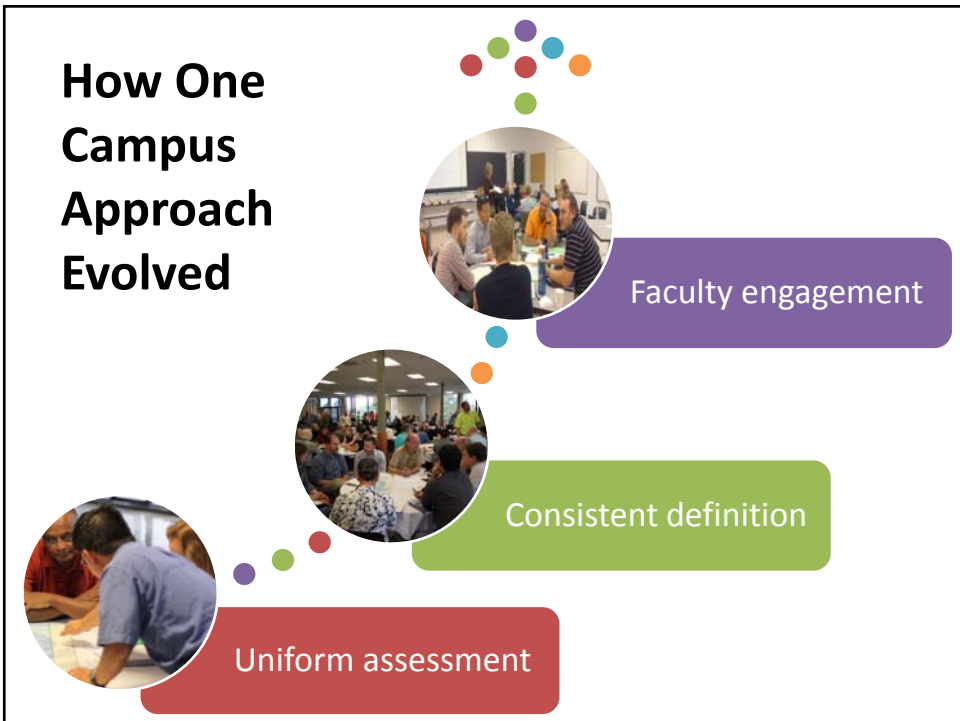 How One
Campus
Approach
Evolved
Faculty engagement
Consistent definition
Uniform assessment